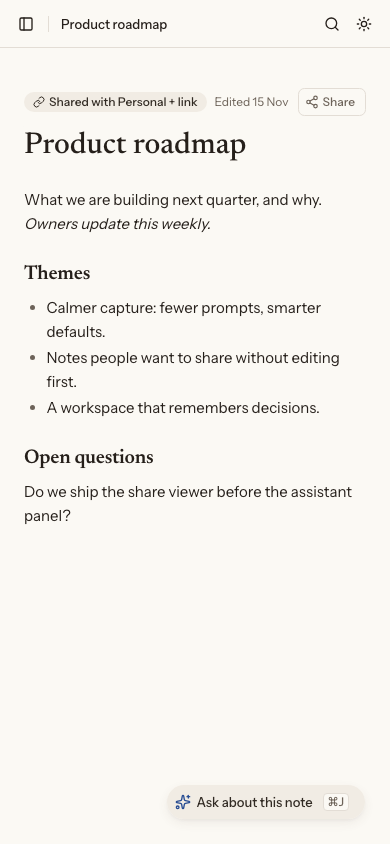 Product roadmap
Shared with Personal + link
Edited 15 Nov
Share
Product roadmap
What we are building next quarter, and why.
Owners update this weekly.
Themes
Calmer capture: fewer prompts, smarter
defaults.
Notes people want to share without editing
first.
A workspace that remembers decisions.
Open questions
Do we ship the share viewer before the assistant
panel?
Ask about this note ⌘J